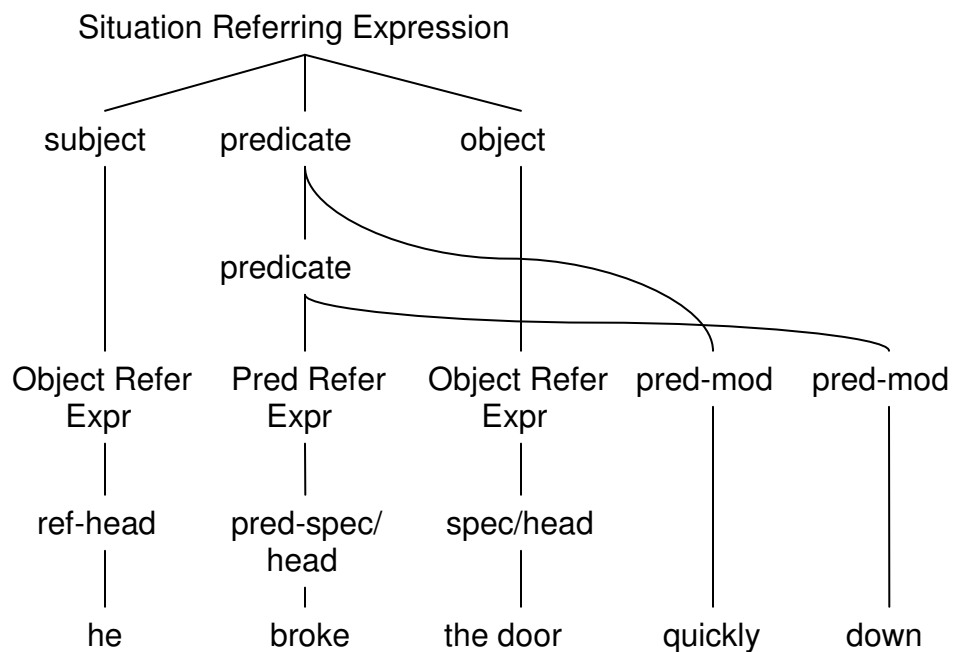 Situation Referring Expression
subject predicate object
predicate
Object Refer Pred Refer Object Refer pred-mod pred-mod
Expr Expr Expr
ref-head pred-spec/ spec/head
head
he broke the door quickly down